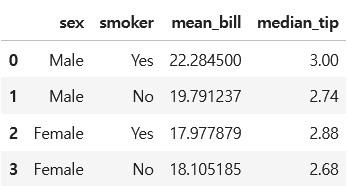 sex smoker mean_bill median_tip
0 Male Yes 22.284500 3.00
1 Male No 19.791237 2.74
2 Female Yes 17.977879 2.88
3 Female No 18.105185 2.68